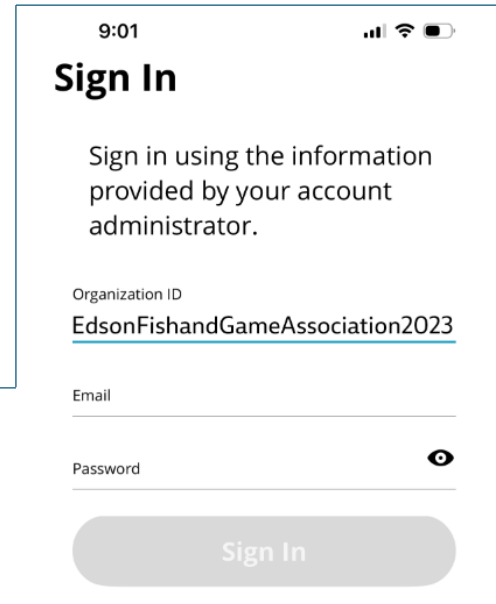 9:01
Sign In
Sign in using the information
provided by your account
administrator.
Organization ID
EdsonFishandGameAssociation2023
Email
Password
Sign In